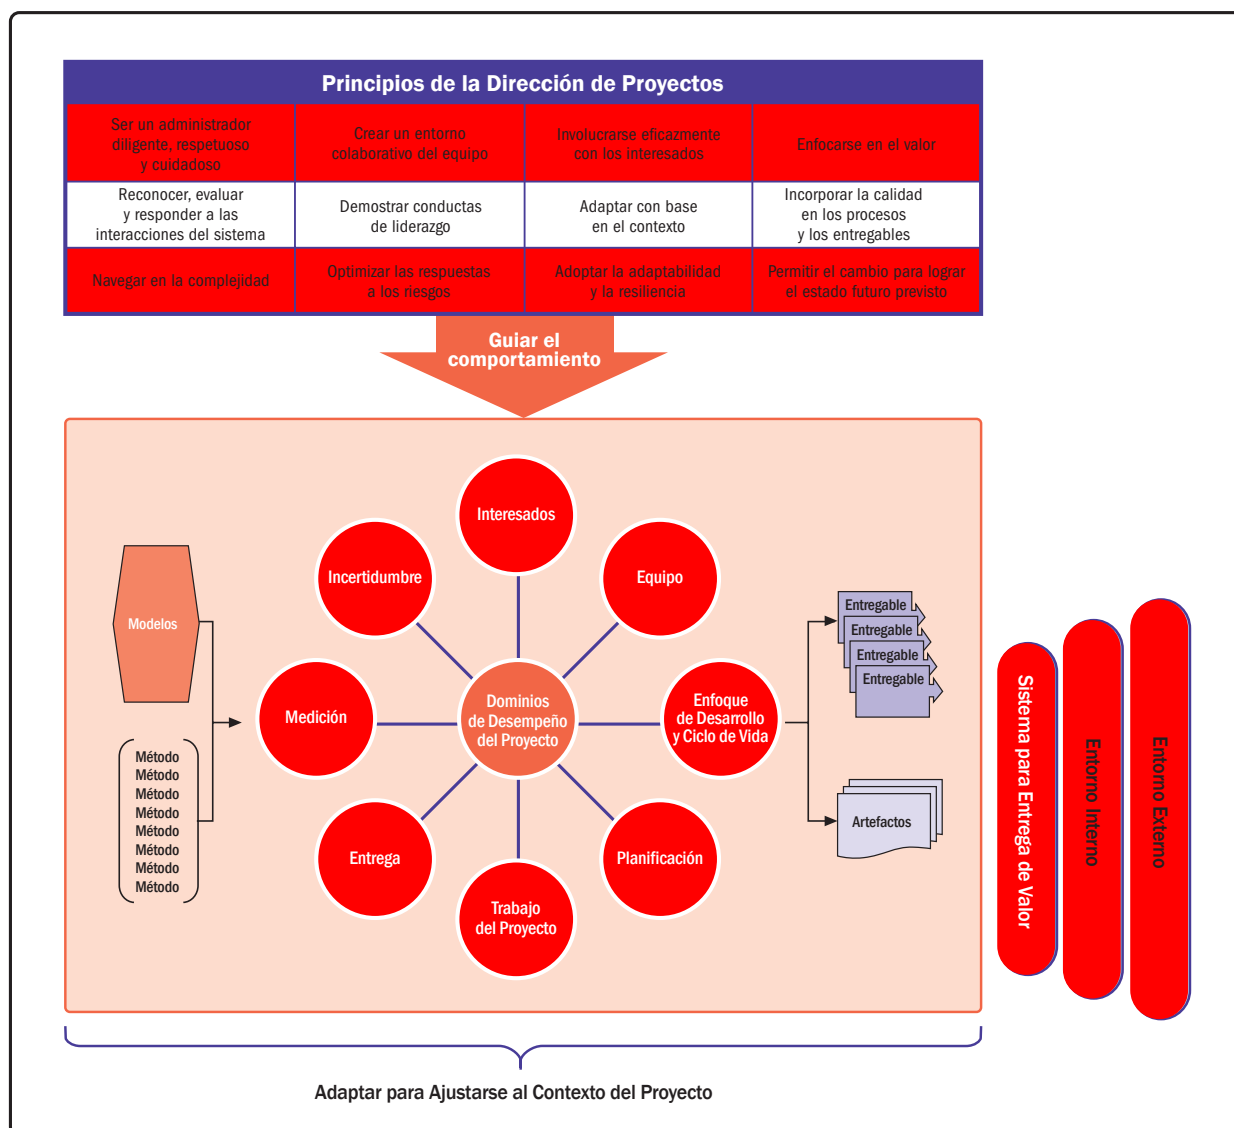 Principios de la Dirección de Proyectos
Ser un administrador
diligente, respetuoso
y cuidadoso
Crear un entorno
colaborativo del equipo
Involucrarse eficazmente
con los interesados
Enfocarse en el valor
Reconocer, evaluar
y responder a las
interacciones del sistema
Demostrar conductas
de liderazgo
Adaptar con base
en el contexto
Incorporar la calidad
en los procesos
y los entregables
Navegar en la complejidad
Optimizar las respuestas
a los riesgos
Adoptar la adaptabilidad
y la resiliencia
Permitir el cambio para lograr
el estado futuro previsto
Guiar el
comportamiento
Interesados
Incertidumbre
Equipo
Modelos
Medición
Dominios
de Desempeño
del Proyecto
Enfoque
de Desarrollo
y Ciclo de Vida
Entregable
Entregable
Entregable
Entregable
Método
Método
Método
Método
Método
Método
Método
Método
Entrega
Trabajo
del Proyecto
Planificación
Artefactos
Sistema para Entrega de Valor
Entorno Interno
Entorno Externo
Adaptar para Ajustarse al Contexto del Proyecto